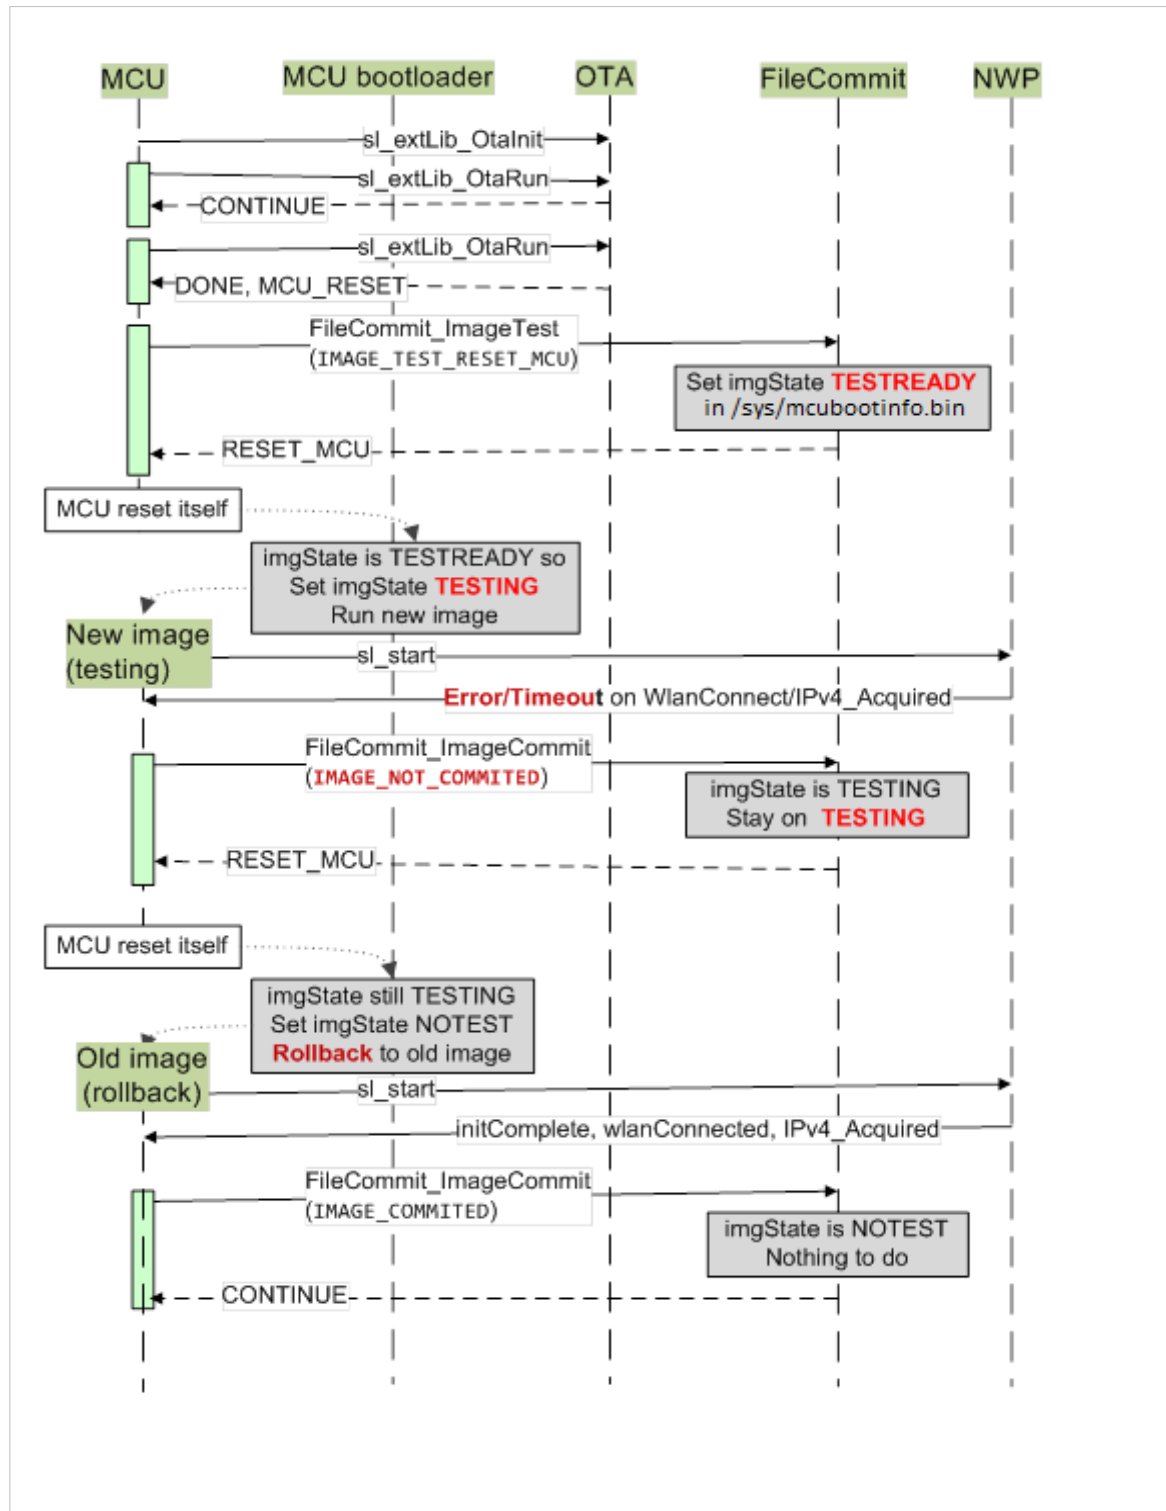 MCU
MCU bootloader
OTA
FileCommit
NWP
sl_extLib_OtaInit
sl_extLib_OtaRun
CONTINUE
sl_extLib_OtaRun
DONE, MCU_RESET
FileCommit_ImageTest
(IMAGE_TEST_RESET_MCU)
Set imgState TESTREADY
in /sys/mcubootinfo.bin
RESET_MCU
MCU reset itself
imgState is TESTREADY so
Set imgState TESTING
Run new image
New image
(testing)
sl_start
Error/Timeout on WlanConnect/IPv4_Acquired
FileCommit_ImageCommit
(IMAGE_NOT_COMMITED)
imgState is TESTING
Stay on TESTING
RESET_MCU
MCU reset itself
imgState still TESTING
Set imgState NOTEST
Rollback to old image
Old image
(rollback)
sl_start
initComplete, wlanConnected, IPv4_Acquired
FileCommit_ImageCommit
(IMAGE_COMMITED)
imgState is NOTEST
Nothing to do
CONTINUE